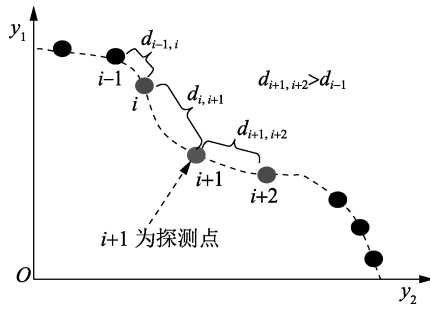 y₁
d_{i−1, i}
i−1
i
d_{i, i+1}
d_{i+1, i+2}>d_{i−1}
d_{i+1, i+2}
i+1
i+2
i+1 为探测点
O
y₂